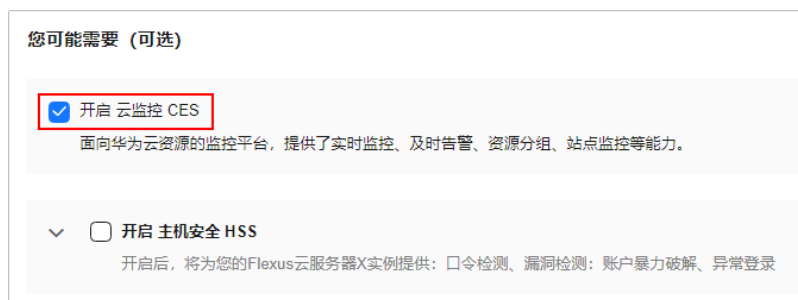 您可能需要（可选）
开启 云监控 CES
面向华为云资源的监控平台，提供了实时监控、及时告警、资源分组、站点监控等能力。
开启 主机安全 HSS
开启后，将为您的Flexus云服务器X实例提供：口令检测、漏洞检测：账户暴力破解、异常登录